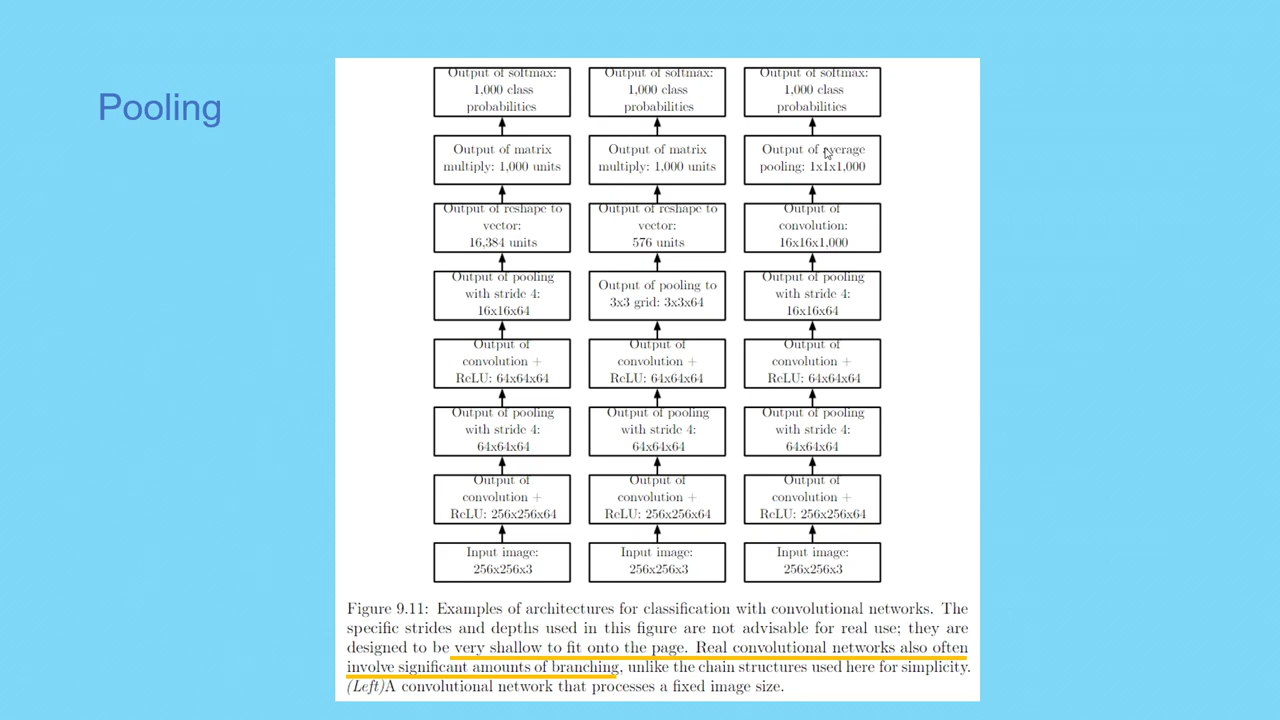 Pooling
Output of softmax:
1,000 class
probabilities
Output of softmax:
1,000 class
probabilities
Output of softmax:
1,000 class
probabilities
Output of matrix
multiply: 1,000 units
Output of matrix
multiply: 1,000 units
Output of average
pooling: 1x1x1,000
Output of reshape to
vector:
16,384 units
Output of reshape to
vector:
576 units
Output of
convolution:
16x16x1,000
Output of pooling
with stride 4:
16x16x64
Output of pooling to
3x3 grid: 3x3x64
Output of pooling
with stride 4:
16x16x64
Output of
convolution +
ReLU: 64x64x64
Output of
convolution +
ReLU: 64x64x64
Output of
convolution +
ReLU: 64x64x64
Output of pooling
with stride 4:
64x64x64
Output of pooling
with stride 4:
64x64x64
Output of pooling
with stride 4:
64x64x64
Output of
convolution +
ReLU: 256x256x64
Output of
convolution +
ReLU: 256x256x64
Output of
convolution +
ReLU: 256x256x64
Input image:
256x256x3
Input image:
256x256x3
Input image:
256x256x3
Figure 9.11: Examples of architectures for classification with convolutional networks. The
specific strides and depths used in this figure are not advisable for real use; they are
designed to be very shallow to fit onto the page. Real convolutional networks also often
involve significant amounts of branching, unlike the chain structures used here for simplicity.
(Left)A convolutional network that processes a fixed image size.